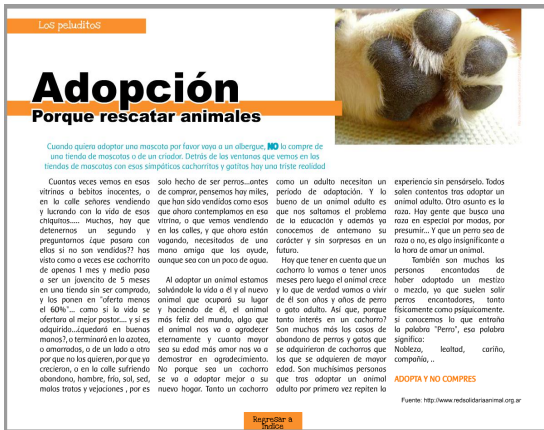 Los peluditos
Adopción
Porque rescatar animales
Cuando quiera adoptar una mascota por favor vaya a un albergue, NO la compre de
una tienda de mascotas o de un criador. Detrás de las ventanas que vemos en las
tiendas de mascotas con esos simpáticos cachorritos y gatitos hay una triste realidad
Cuantas veces vemos en esas
vitrinas a bebitos inocentes, o
en la calle señores vendiendo
y lucrando con la vida de esos
chiquitos...... Muchas, hay que
detenernos un segundo y
preguntarnos ¿que pasara con
ellos si no son vendidos?? has
visto como a veces ese cachorrito
de apenas 1 mes y medio pasa
a ser un jovencito de 5 meses
en una tienda sin ser comprado,
y los ponen en "oferta menos
el 60%"... como si la vida se
ofertara al mejor postor.... y si es
adquirido...¿quedará en buenas
manos?, o terminará en la azotea,
o amarrados, o de un lado a otro
por que no los quieren, por que ya
crecieron, o en la calle sufriendo
abandono, hambre, frío, sol, sed,
malos tratos y vejaciones , por es
solo hecho de ser perros...antes
de comprar, pensemos hay miles,
que han sido vendidos como esos
que ahora contemplamos en esa
vitrina, o que vemos vendiendo
en las calles, y que ahora están
vagando, necesitados de una
mano amiga que los ayude,
aunque sea con un poco de agua.
Al adoptar un animal estamos
salvándole la vida a él y al nuevo
animal que ocupará su lugar
y haciendo de él, el animal
más feliz del mundo, algo que
el animal nos va a agradecer
eternamente y cuanto mayor
sea su edad más amor nos va a
demostrar en agradecimiento.
No porque sea un cachorro
se va a adaptar mejor a su
nuevo hogar. Tanto un cachorro
como un adulto necesitan un
periodo de adaptación. Y lo
bueno de un animal adulto es
que nos saltamos el problema
de la educación y además ya
conocemos de antemano su
carácter y sin sorpresas en un
futuro.
Hay que tener en cuenta que un
cachorro lo vamos a tener unos
meses pero luego el animal crece
y lo que de verdad vamos a vivir
de él son años y años de perro
o gato adulto. Así que, porque
tanto interés en un cachorro?
Son muchos más los casos de
abandono de perros y gatos que
se adquirieron de cachorros que
los que se adquieren de mayor
edad. Son muchísimas personas
que tras adoptar un animal
adulto por primera vez repiten la
experiencia sin pensárselo. Todos
salen contentos tras adoptar un
animal adulto. Otro asunto es la
raza. Hay gente que busca una
raza en especial por modas, por
presumir... Y que un perro sea de
raza o no, es algo insignificante a
la hora de amar un animal.
También son muchas las
personas encantadas de
haber adoptado un mestizo
o mezcla, ya que suelen salir
perros encantadores, tanto
físicamente como psíquicamente.
si conocemos lo que entraña
la palabra "Perro", esa palabra
significa:
Nobleza, lealtad, cariño,
compañía, ..
ADOPTA Y NO COMPRES
Fuente: http://www.redsolidariaanimal.org.ar
Regresar a
Índice